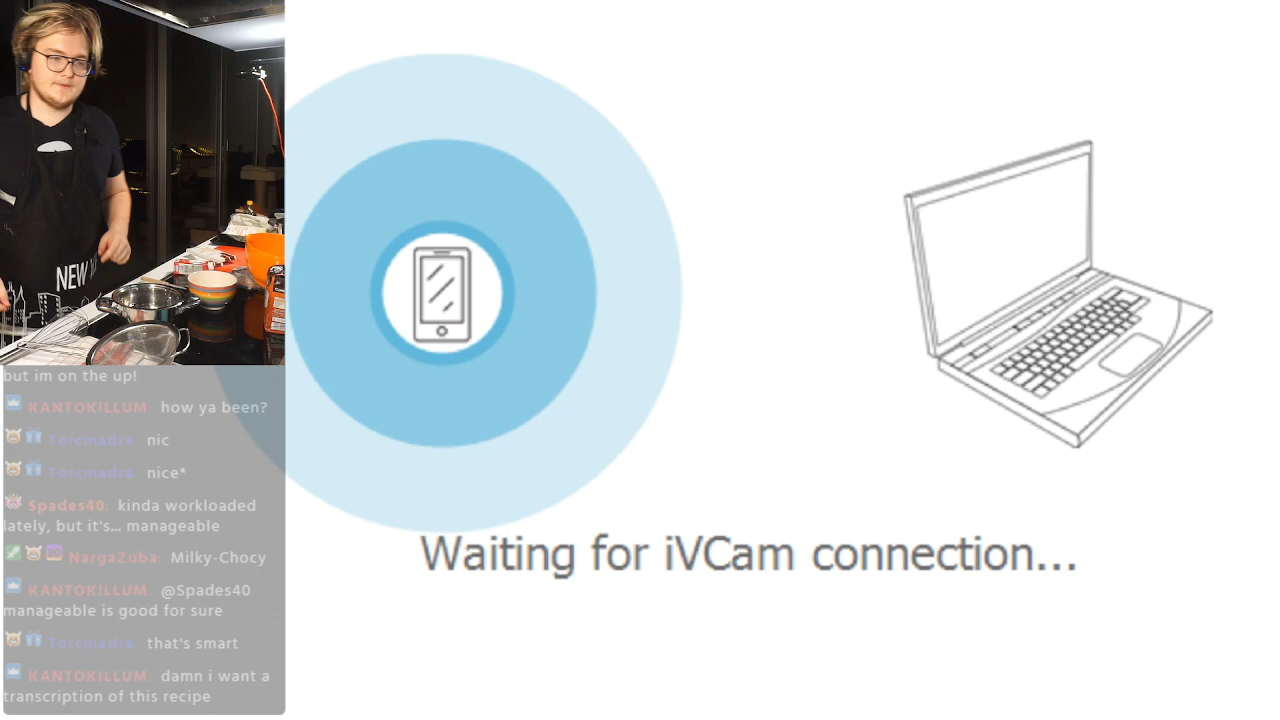 NEW Y
but im on the up!
KANTOKILLUM: how ya been?
Torcmadra: nic
Torcmadra: nice*
Spades40: kinda workloaded
lately, but it's... manageable
NargaZuba: Milky-Chocy
KANTOKILLUM: @Spades40
manageable is good for sure
Torcmadra: that's smart
KANTOKILLUM: damn i want a
transcription of this recipe
Waiting for iVCam connection...